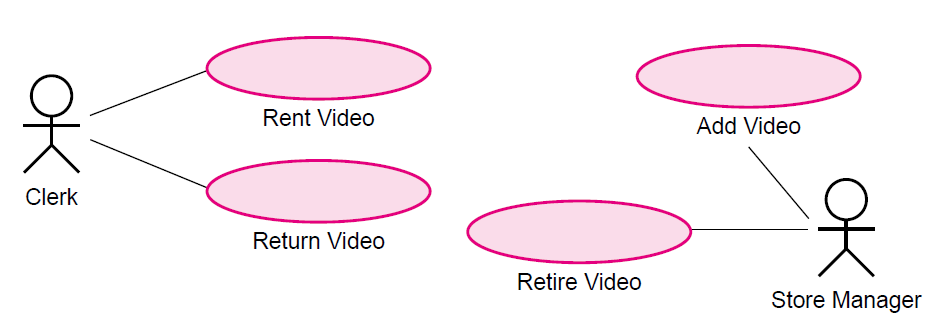 Rent Video
Add Video
Clerk
Return Video
Retire Video
Store Manager